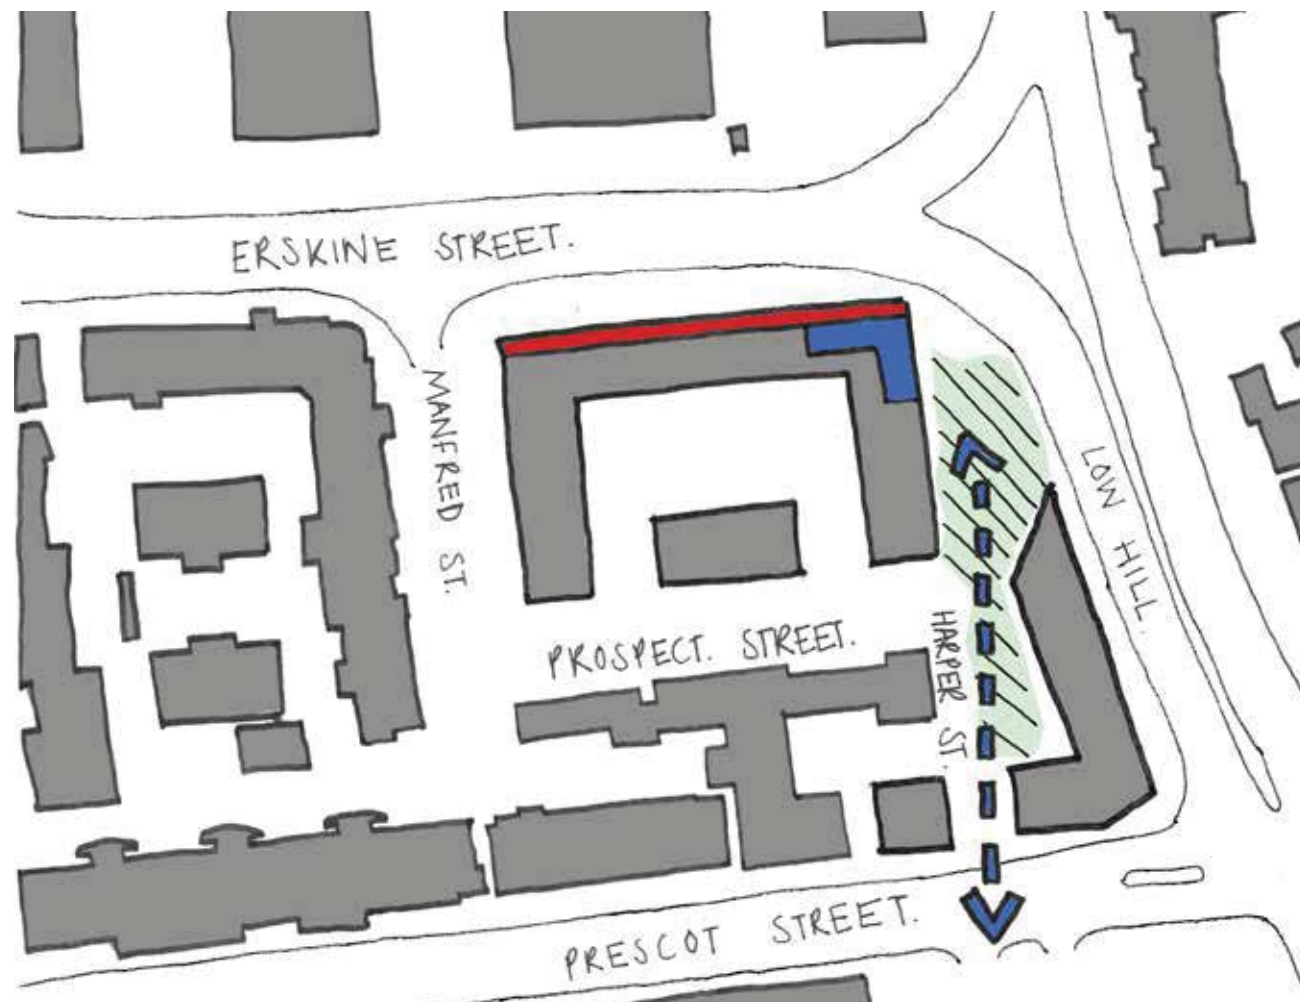 ERSKINE STREET.
MANFRED ST.
LOW HILL.
PROSPECT. STREET.
HARPER ST.
PRESCOT STREET.